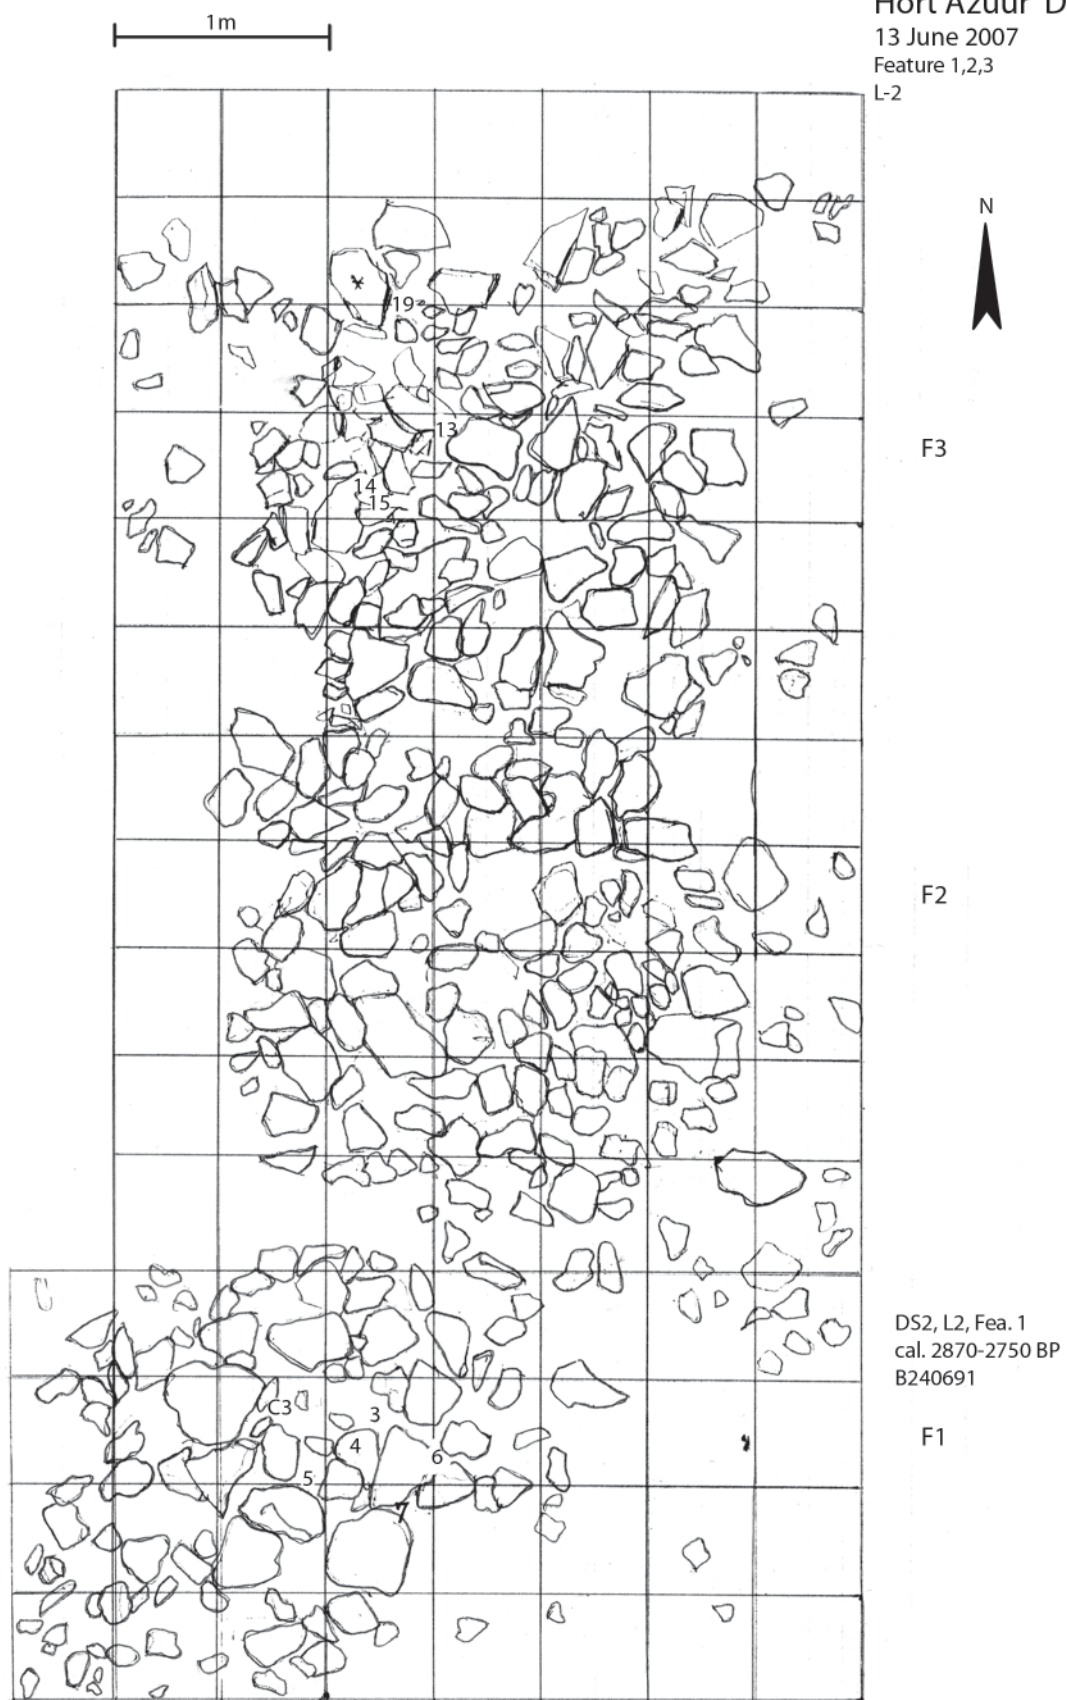 1m
Hort Azuur D
13 June 2007
Feature 1,2,3
L-2
N
19
13
F3
14
15
F2
DS2, L2, Fea. 1
cal. 2870-2750 BP
B240691
C3
3
F1
4
6
5
7